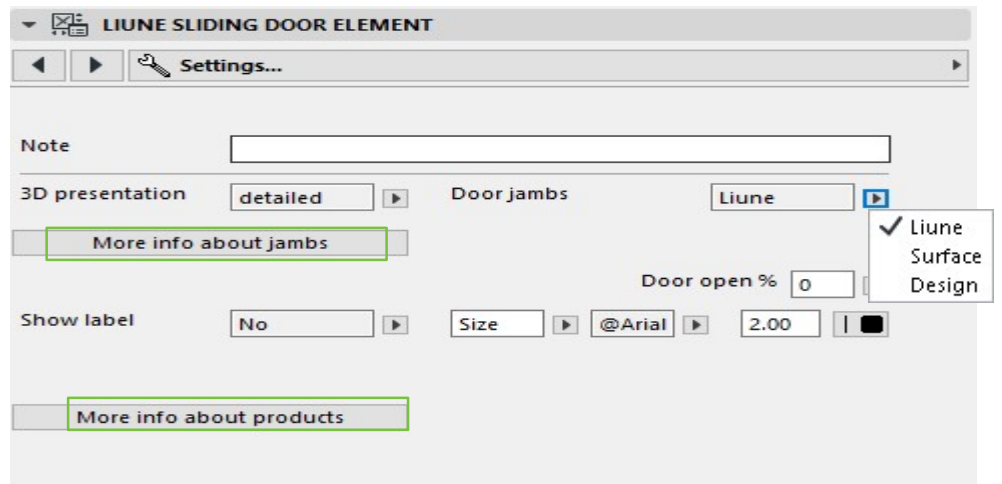 LIUNE SLIDING DOOR ELEMENT
Settings...
Note
3D presentation detailed Door jambs Liune
Liune
Surface
Design
More info about jambs
Door open % 0
Show label No Size @Arial 2.00
More info about products